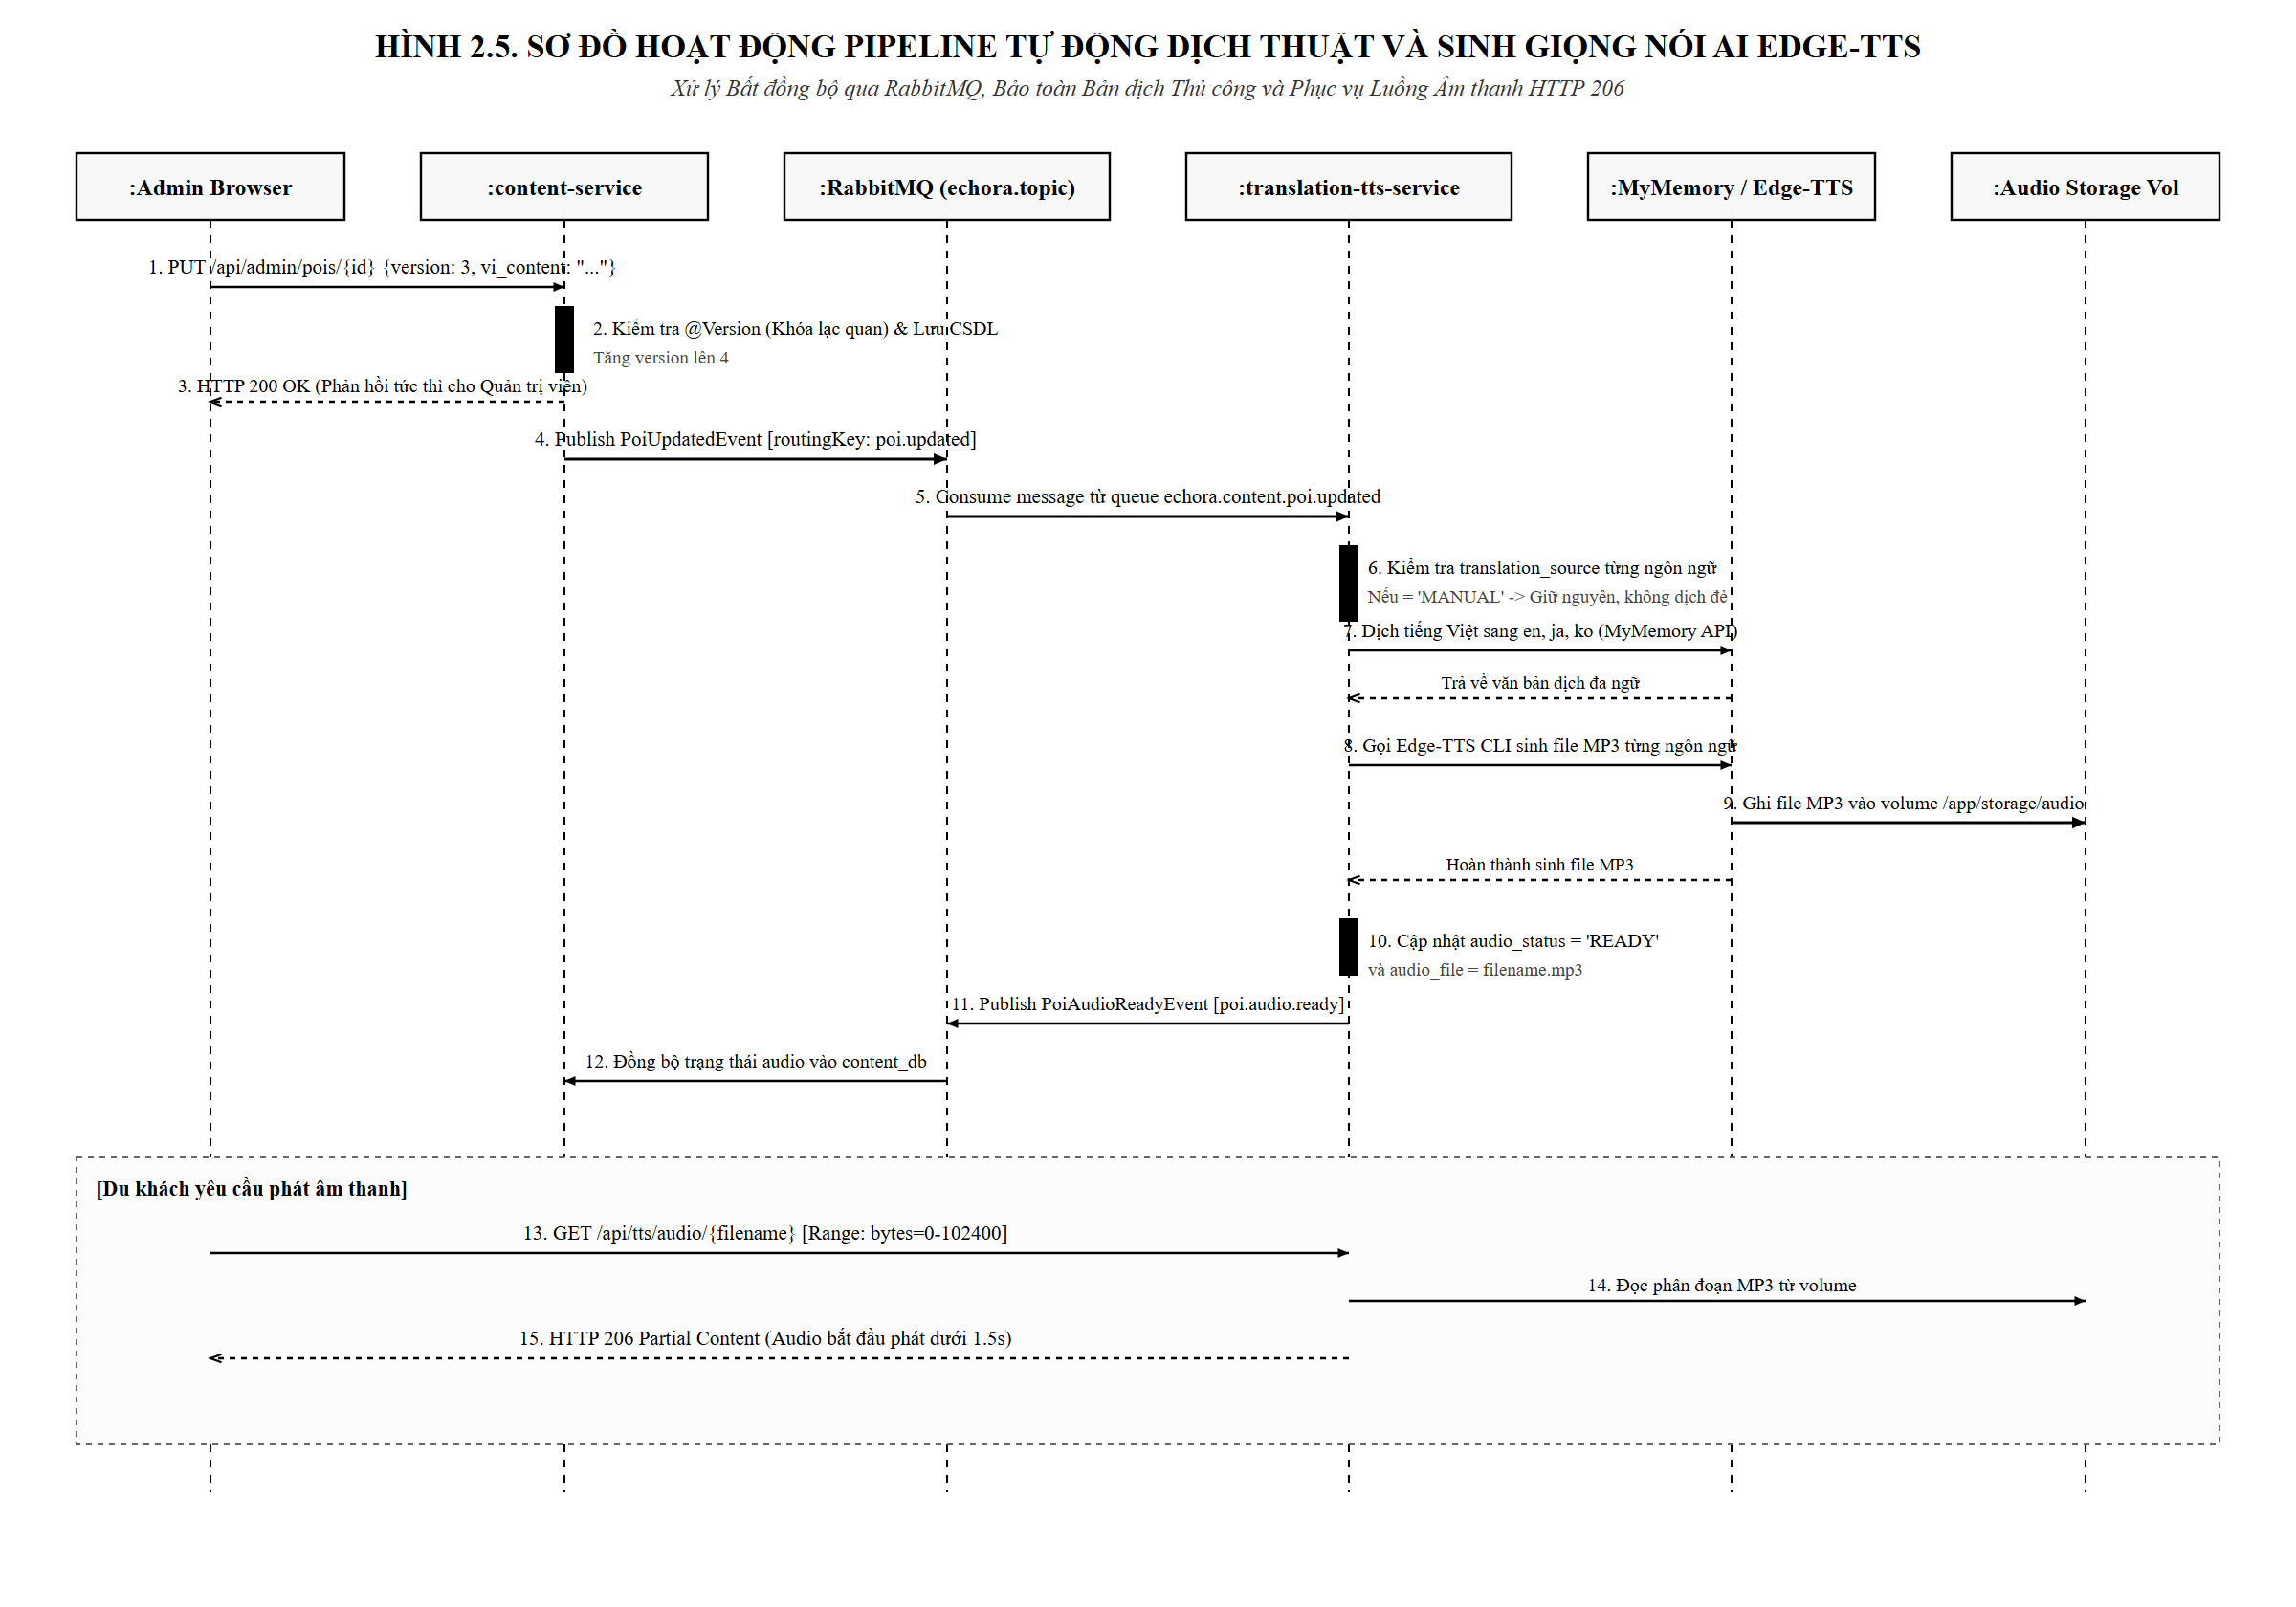 HÌNH 2.5. SƠ ĐỒ HOẠT ĐỘNG PIPELINE TỰ ĐỘNG DỊCH THUẬT VÀ SINH GIỌNG NÓI AI EDGE-TTS
Xử lý Bất đồng bộ qua RabbitMQ, Bảo toàn Bản dịch Thủ công và Phục vụ Luồng Âm thanh HTTP 206
:Admin Browser
:content-service
:RabbitMQ (echora.topic)
:translation-tts-service
:MyMemory / Edge-TTS
:Audio Storage Vol
1. PUT /api/admin/pois/{id} {version: 3, vi_content: "..."}
2. Kiểm tra @Version (Khóa lạc quan) & Lưu CSDL
Tăng version lên 4
3. HTTP 200 OK (Phản hồi tức thì cho Quản trị viên)
4. Publish PoiUpdatedEvent [routingKey: poi.updated]
5. Consume message từ queue echora.content.poi.updated
6. Kiểm tra translation_source từng ngôn ngữ
Nếu = 'MANUAL' -> Giữ nguyên, không dịch đè
7. Dịch tiếng Việt sang en, ja, ko (MyMemory API)
Trả về văn bản dịch đa ngữ
8. Gọi Edge-TTS CLI sinh file MP3 từng ngôn ngữ
9. Ghi file MP3 vào volume /app/storage/audio
Hoàn thành sinh file MP3
10. Cập nhật audio_status = 'READY'
và audio_file = filename.mp3
11. Publish PoiAudioReadyEvent [poi.audio.ready]
12. Đồng bộ trạng thái audio vào content_db
[Du khách yêu cầu phát âm thanh]
13. GET /api/tts/audio/{filename} [Range: bytes=0-102400]
14. Đọc phân đoạn MP3 từ volume
15. HTTP 206 Partial Content (Audio bắt đầu phát dưới 1.5s)